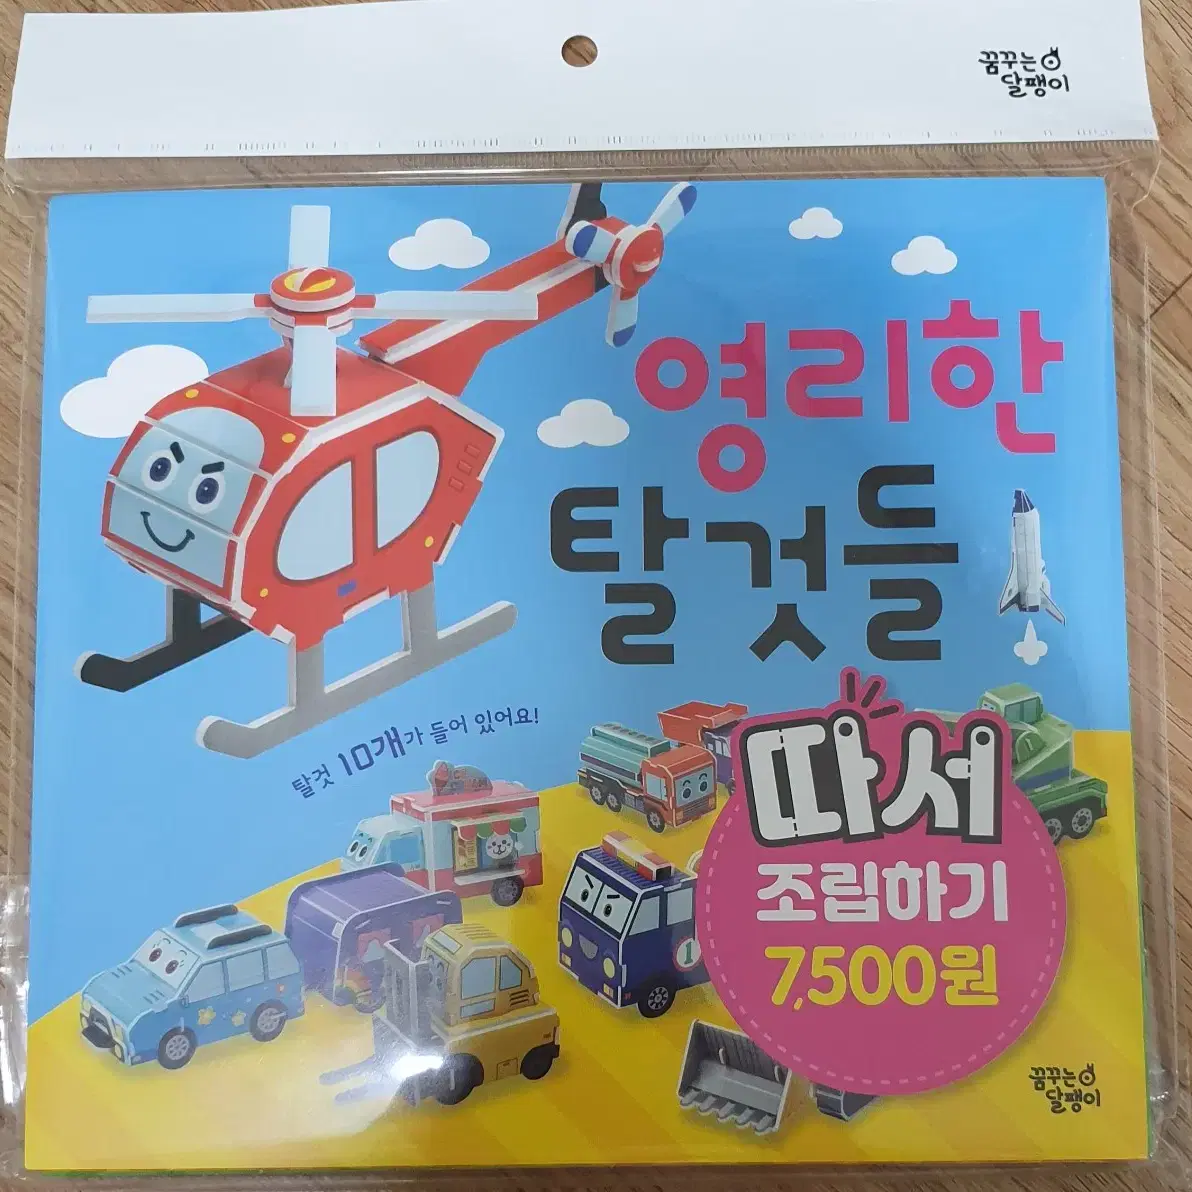 꿈꾸는
달팽이
영리한
탈것들
탈것 10개가 들어 있어요!
따서
조립하기
7,500원
1
꿈꾸는
달팽이